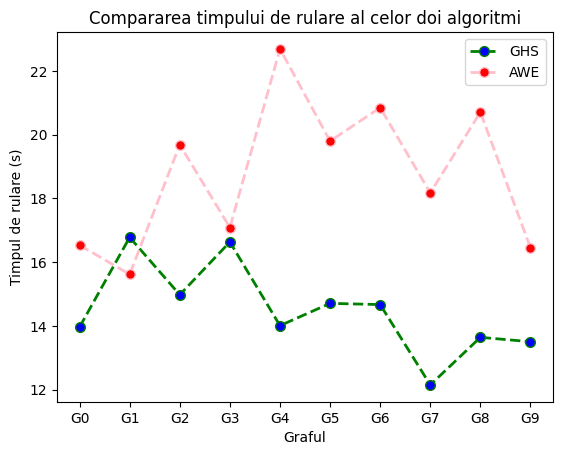 Compararea timpului de rulare al celor doi algoritmi
GHS
AWE
Timpul de rulare (s)
22
20
18
16
14
12
G0 G1 G2 G3 G4 G5 G6 G7 G8 G9
Graful